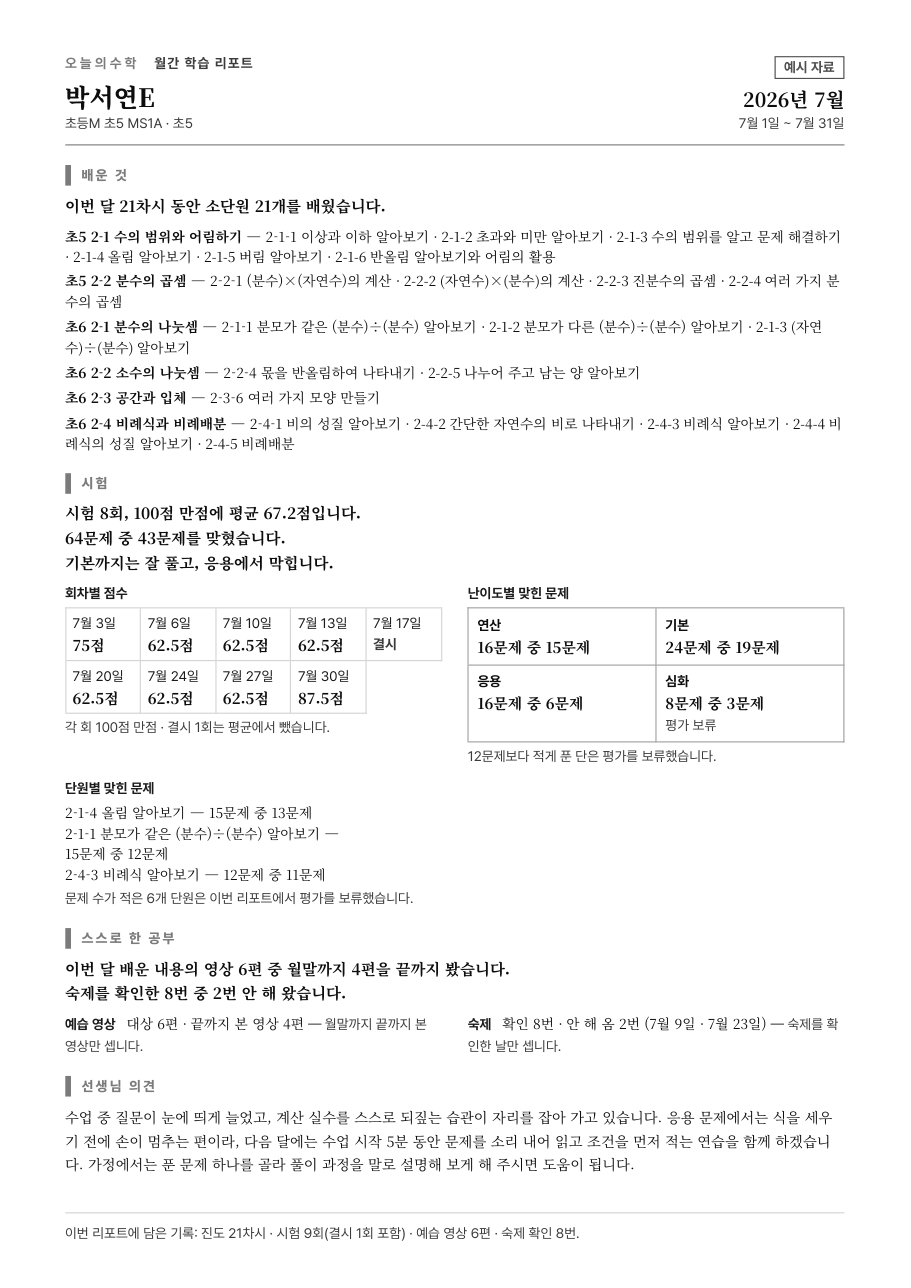 오늘의수학 월간 학습 리포트
예시 자료
박서연E
2026년 7월
초등M 초5 MS1A · 초5
7월 1일 ~ 7월 31일
배운 것
이번 달 21차시 동안 소단원 21개를 배웠습니다.
초5 2-1 수의 범위와 어림하기 — 2-1-1 이상과 이하 알아보기 · 2-1-2 초과와 미만 알아보기 · 2-1-3 수의 범위를 알고 문제 해결하기
· 2-1-4 올림 알아보기 · 2-1-5 버림 알아보기 · 2-1-6 반올림 알아보기와 어림의 활용
초5 2-2 분수의 곱셈 — 2-2-1 (분수)×(자연수)의 계산 · 2-2-2 (자연수)×(분수)의 계산 · 2-2-3 진분수의 곱셈 · 2-2-4 여러 가지 분
수의 곱셈
초6 2-1 분수의 나눗셈 — 2-1-1 분모가 같은 (분수)÷(분수) 알아보기 · 2-1-2 분모가 다른 (분수)÷(분수) 알아보기 · 2-1-3 (자연
수)÷(분수) 알아보기
초6 2-2 소수의 나눗셈 — 2-2-4 몫을 반올림하여 나타내기 · 2-2-5 나누어 주고 남는 양 알아보기
초6 2-3 공간과 입체 — 2-3-6 여러 가지 모양 만들기
초6 2-4 비례식과 비례배분 — 2-4-1 비의 성질 알아보기 · 2-4-2 간단한 자연수의 비로 나타내기 · 2-4-3 비례식 알아보기 · 2-4-4 비
례식의 성질 알아보기 · 2-4-5 비례배분
시험
시험 8회, 100점 만점에 평균 67.2점입니다.
64문제 중 43문제를 맞혔습니다.
기본까지는 잘 풀고, 응용에서 막힙니다.
회차별 점수
7월 3일 7월 6일 7월 10일 7월 13일 7월 17일
75점 62.5점 62.5점 62.5점 결시
7월 20일 7월 24일 7월 27일 7월 30일
62.5점 62.5점 62.5점 87.5점
각 회 100점 만점 · 결시 1회는 평균에서 뺐습니다.
난이도별 맞힌 문제
연산 기본
16문제 중 15문제 24문제 중 19문제
응용 심화
16문제 중 6문제 8문제 중 3문제
평가 보류
12문제보다 적게 푼 단은 평가를 보류했습니다.
단원별 맞힌 문제
2-1-4 올림 알아보기 — 15문제 중 13문제
2-1-1 분모가 같은 (분수)÷(분수) 알아보기 —
15문제 중 12문제
2-4-3 비례식 알아보기 — 12문제 중 11문제
문제 수가 적은 6개 단원은 이번 리포트에서 평가를 보류했습니다.
스스로 한 공부
이번 달 배운 내용의 영상 6편 중 월말까지 4편을 끝까지 봤습니다.
숙제를 확인한 8번 중 2번 안 해 왔습니다.
예습 영상 대상 6편 · 끝까지 본 영상 4편 — 월말까지 끝까지 본
영상만 셉니다.
숙제 확인 8번 · 안 해 옴 2번 (7월 9일 · 7월 23일) — 숙제를 확
인한 날만 셉니다.
선생님 의견
수업 중 질문이 눈에 띄게 늘었고, 계산 실수를 스스로 되짚는 습관이 자리를 잡아 가고 있습니다. 응용 문제에서는 식을 세우
기 전에 손이 멈추는 편이라, 다음 달에는 수업 시작 5분 동안 문제를 소리 내어 읽고 조건을 먼저 적는 연습을 함께 하겠습니
다. 가정에서는 푼 문제 하나를 골라 풀이 과정을 말로 설명해 보게 해 주시면 도움이 됩니다.
이번 리포트에 담은 기록: 진도 21차시 · 시험 9회(결시 1회 포함) · 예습 영상 6편 · 숙제 확인 8번.